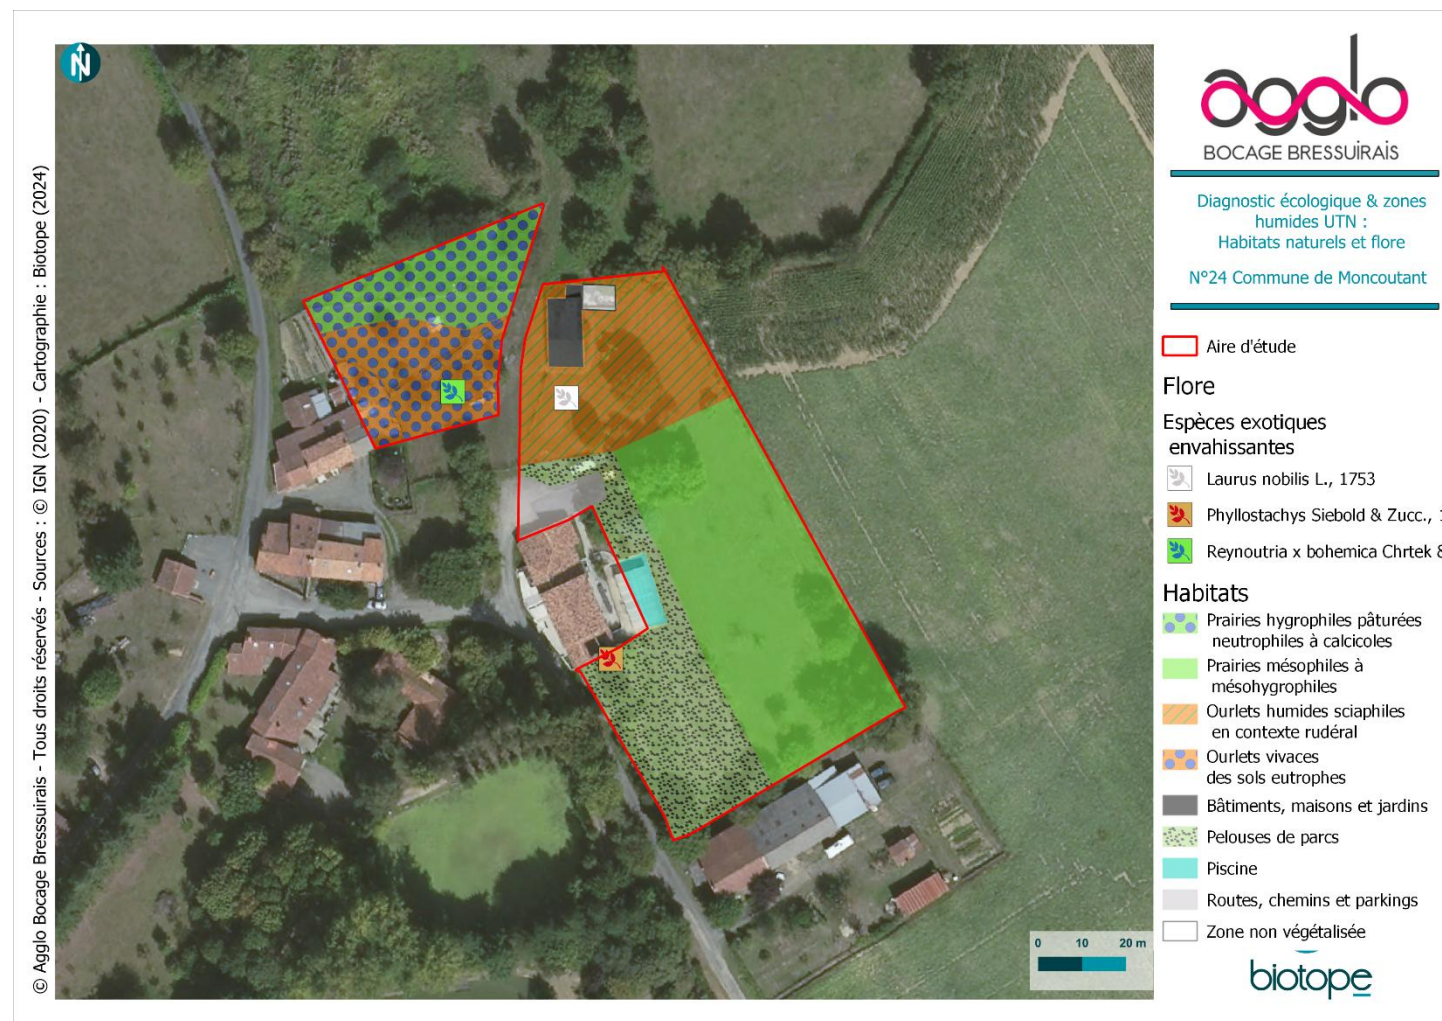 N
© Agglo Bocage Bresssuirais - Tous droits réservés - Sources : © IGN (2020) - Cartographie : Biotope (2024)
agglo
BOCAGE BRESSUIRAIS
Diagnostic écologique & zones
humides UTN :
Habitats naturels et flore
N°24 Commune de Moncoutant
Aire d'étude
Flore
Espèces exotiques
envahissantes
Laurus nobilis L., 1753
Phyllostachys Siebold & Zucc.,
Reynoutria x bohemica Chrtek &
Habitats
Prairies hygrophiles pâturées
neutrophiles à calcicoles
Prairies mésophiles à
mésohygrophiles
Ourlets humides sciaphiles
en contexte rudéral
Ourlets vivaces
des sols eutrophes
Bâtiments, maisons et jardins
Pelouses de parcs
Piscine
Routes, chemins et parkings
Zone non végétalisée
0 10 20 m
biotope